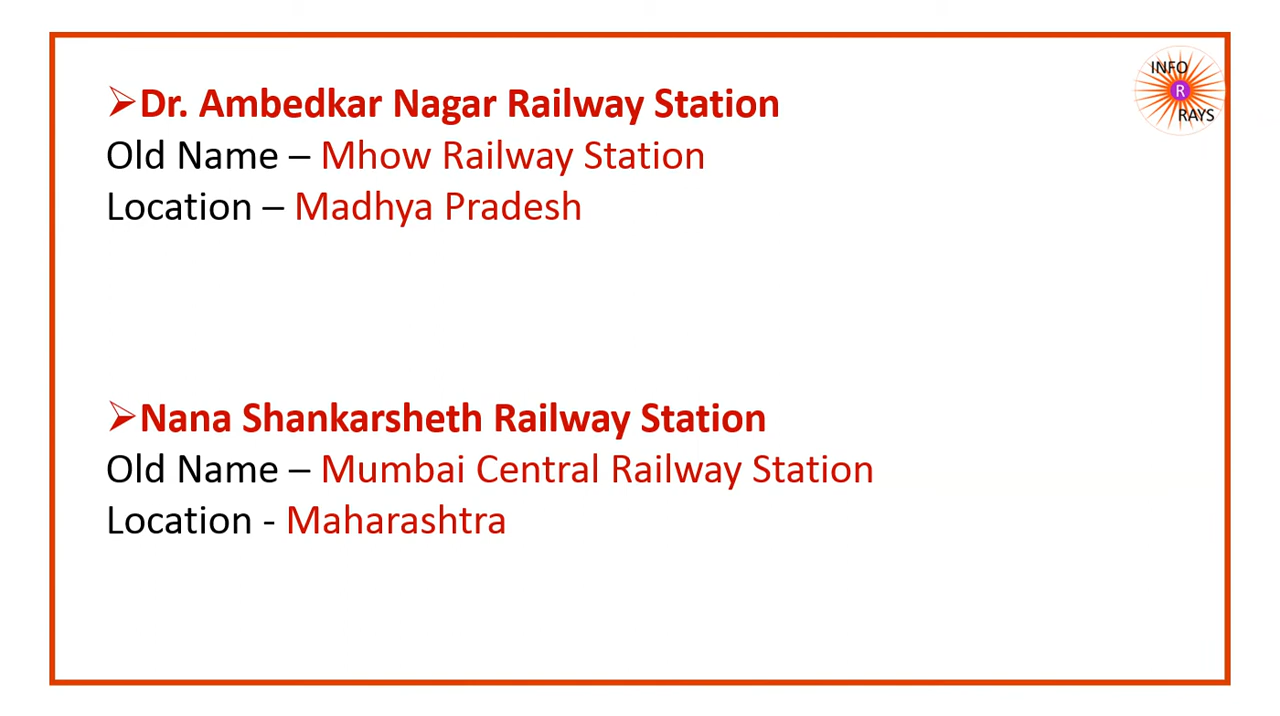 INFO
R
RAYS
➢Dr. Ambedkar Nagar Railway Station
Old Name – Mhow Railway Station
Location – Madhya Pradesh
➢Nana Shankarsheth Railway Station
Old Name – Mumbai Central Railway Station
Location - Maharashtra